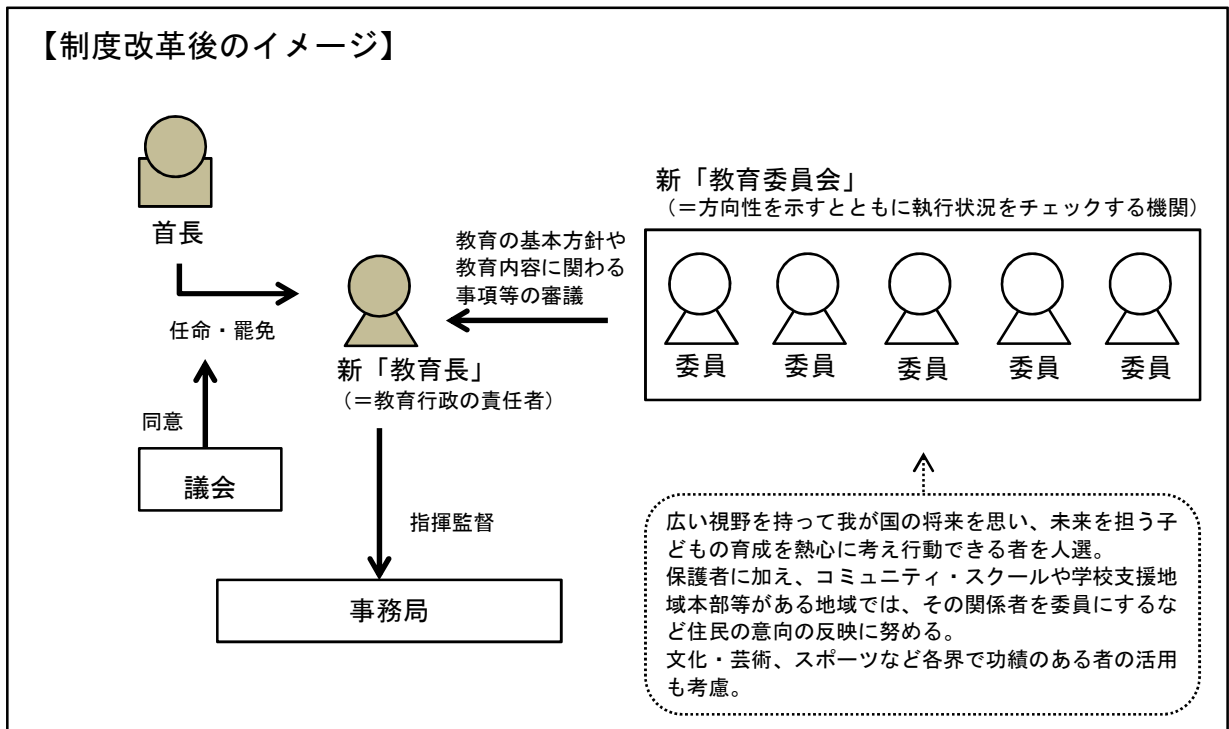 【制度改革後のイメージ】
首長
任命・罷免
同意
議会
新「教育長」
(=教育行政の責任者)
指揮監督
事務局
教育の基本方針や
教育内容に関わる
事項等の審議
新「教育委員会」
(=方向性を示すとともに執行状況をチェックする機関)
委員 委員 委員 委員 委員
広い視野を持って我が国の将来を思い、未来を担う子
どもの育成を熱心に考え行動できる者を人選。
保護者に加え、コミュニティ・スクールや学校支援地
域本部等がある地域では、その関係者を委員にするな
ど住民の意向の反映に努める。
文化・芸術、スポーツなど各界で功績のある者の活用
も考慮。